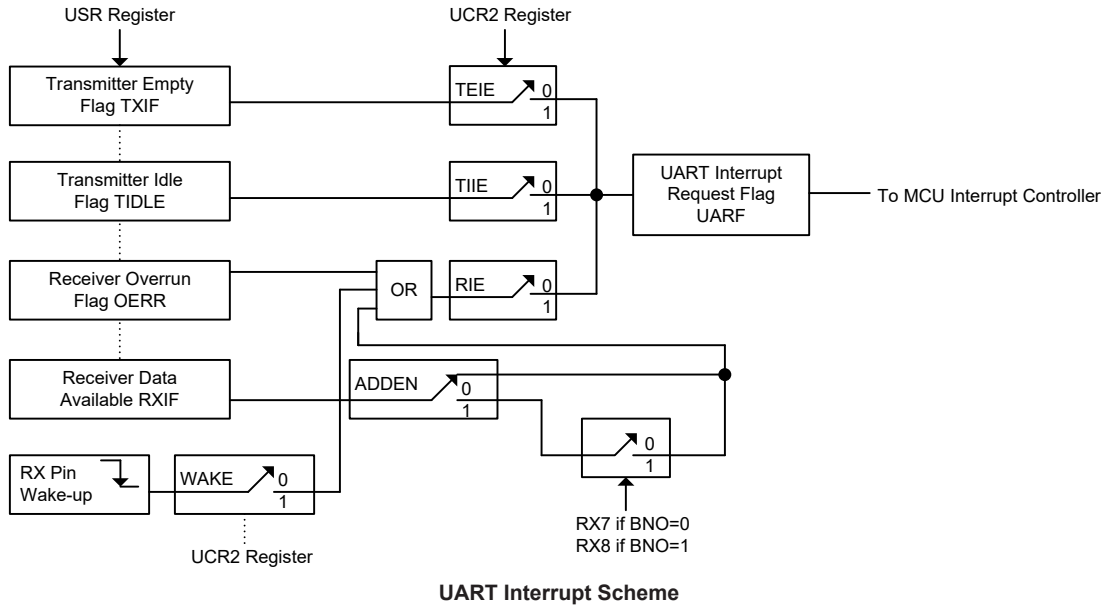 USR Register
UCR2 Register
Transmitter Empty
Flag TXIF
TEIE
0
1
Transmitter Idle
Flag TIDLE
TIIE
0
1
UART Interrupt
Request Flag
UARF
To MCU Interrupt Controller
Receiver Overrun
Flag OERR
OR
RIE
0
1
Receiver Data
Available RXIF
ADDEN
0
1
0
1
RX Pin
Wake-up
WAKE
0
1
RX7 if BNO=0
RX8 if BNO=1
UCR2 Register
UART Interrupt Scheme